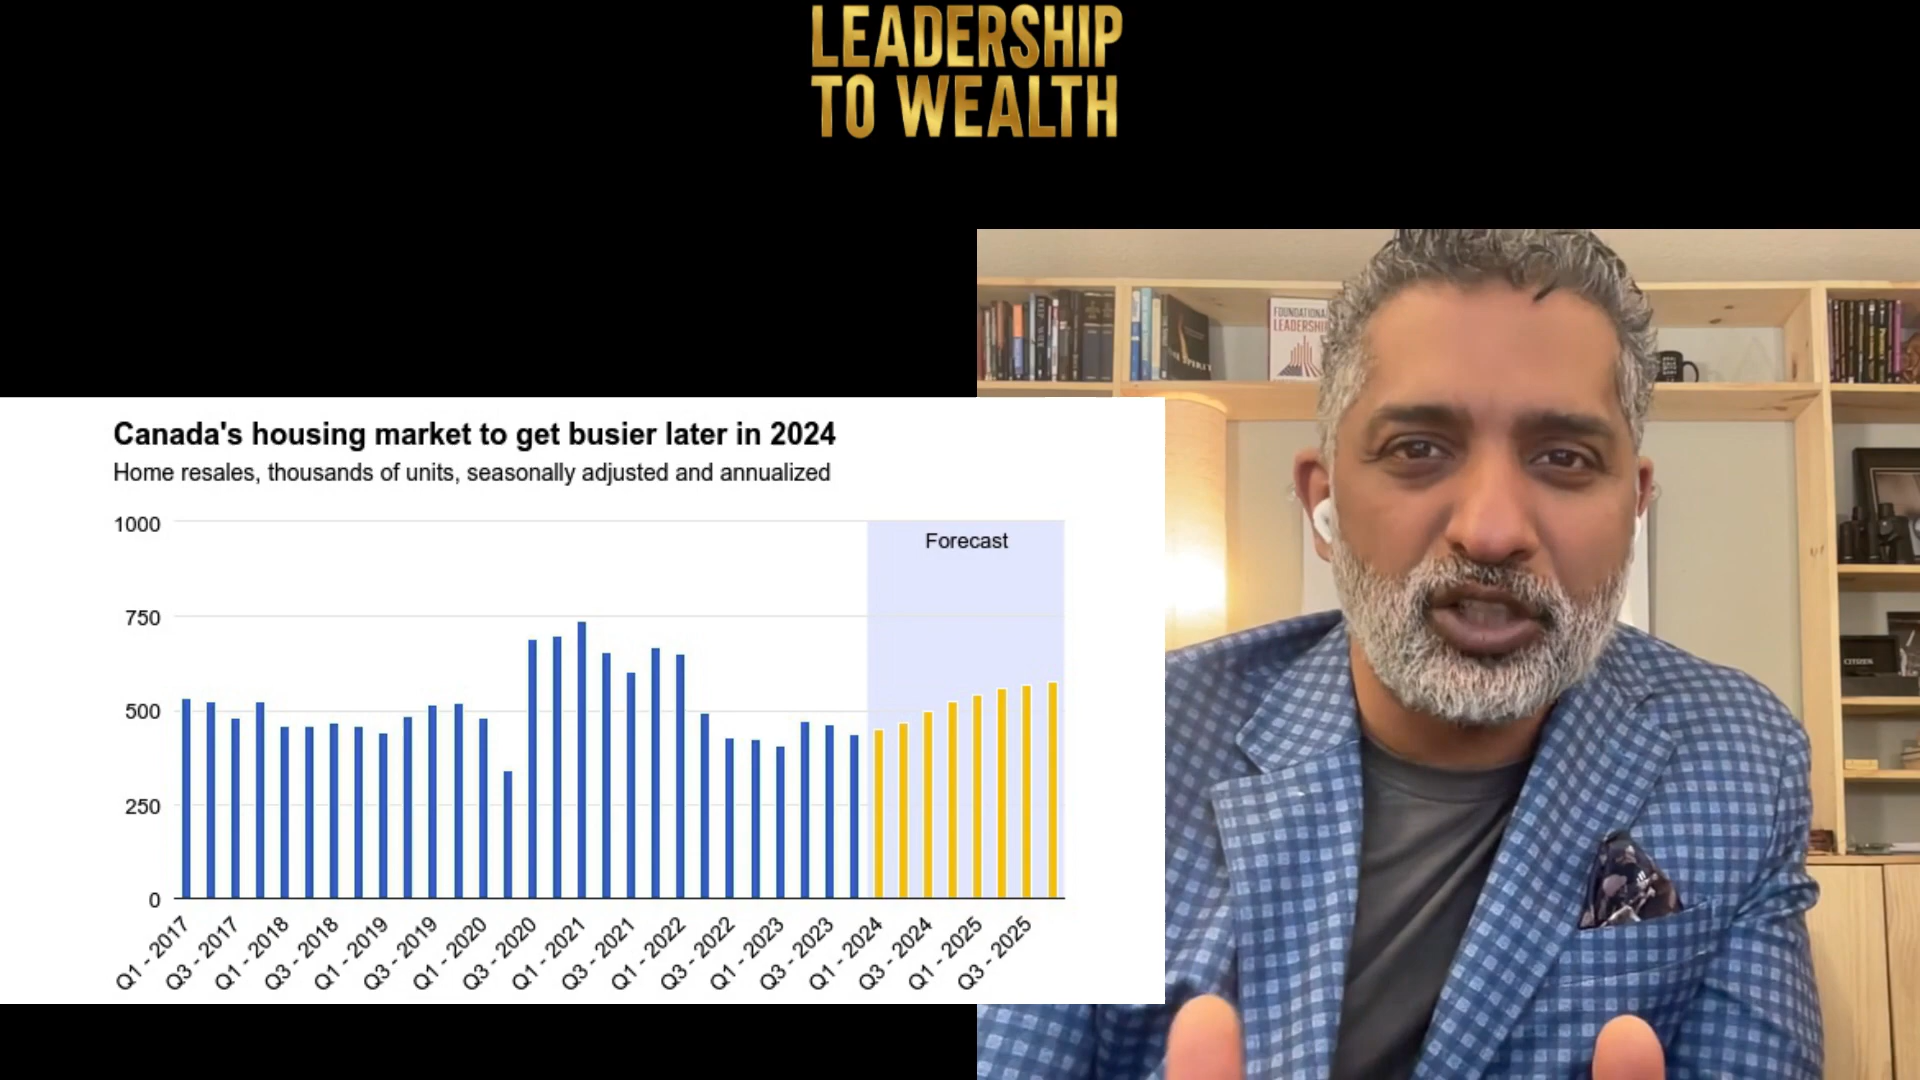 LEADERSHIP
TO WEALTH
Canada's housing market to get busier later in 2024
Home resales, thousands of units, seasonally adjusted and annualized
1000
750
500
250
0
Forecast
Q1 - 2017
Q3 - 2017
Q1 - 2018
Q3 - 2018
Q1 - 2019
Q3 - 2019
Q1 - 2020
Q3 - 2020
Q1 - 2021
Q3 - 2021
Q1 - 2022
Q3 - 2022
Q1 - 2023
Q3 - 2023
Q1 - 2024
Q3 - 2024
Q1 - 2025
Q3 - 2025
LEADERSHIP
CITIZEN